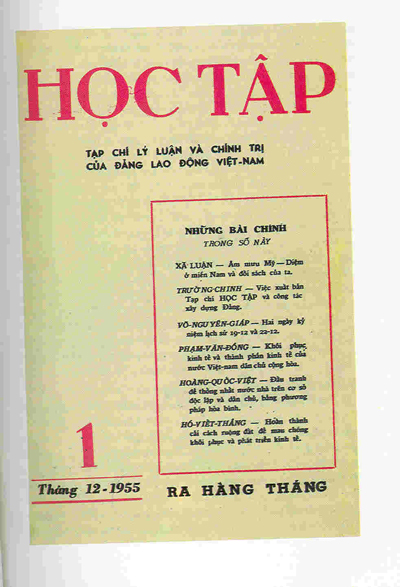 HỌC TẬP
TẠP CHÍ LÝ LUẬN VÀ CHÍNH TRỊ
CỦA ĐẢNG LAO ĐỘNG VIỆT-NAM
NHỮNG BÀI CHÍNH
TRONG SỐ NÀY
XÃ LUẬN — Âm mưu Mỹ — Diệm
ở miền Nam và đối sách của ta.
TRƯỜNG-CHINH — Việc xuất bản
Tạp chí HỌC TẬP và công tác
xây dựng Đảng.
VÕ-NGUYÊN-GIÁP — Hai ngày kỷ
niệm lịch sử 19-12 và 22-12.
PHẠM-VĂN-ĐỒNG — Khôi phục
kinh tế và thành phần kinh tế của
nước Việt-nam dân chủ cộng hòa.
HOÀNG-QUỐC-VIỆT — Đấu tranh
để thống nhất nước nhà trên cơ sở
độc lập và dân chủ, bằng phương
pháp hòa bình.
HỒ-VIẾT-THẮNG — Hoàn thành
cải cách ruộng đất để mau chóng
khôi phục và phát triển kinh tế.
1
Tháng 12-1955
RA HÀNG THÁNG